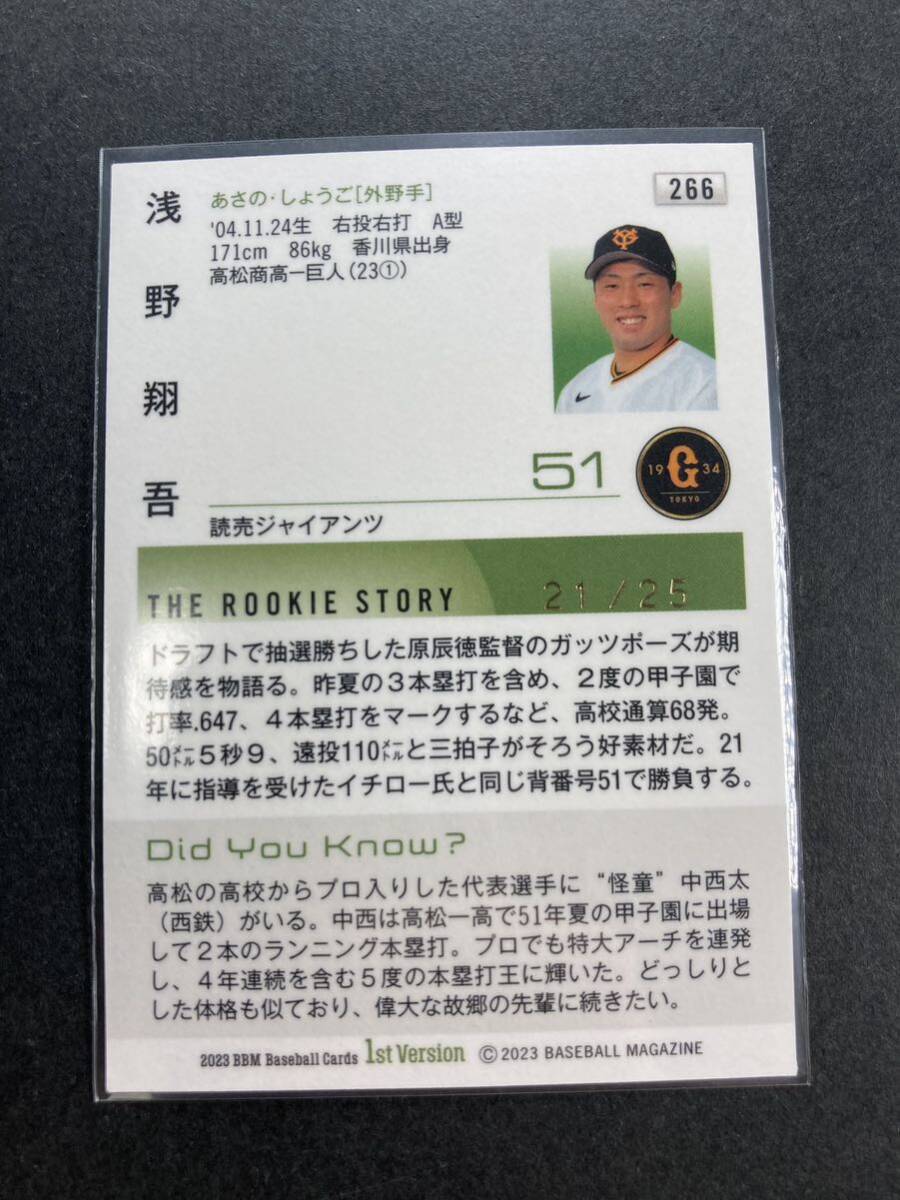 浅野翔吾
あさの・しょうご[外野手]
'04.11.24生　右投右打　A型
171cm　86kg　香川県出身
高松商高ー巨人(23①)
266
YG
51
19 G 34
TOKYO
読売ジャイアンツ
THE ROOKIE STORY
21/25
ドラフトで抽選勝ちした原辰徳監督のガッツポーズが期
待感を物語る。昨夏の３本塁打を含め、２度の甲子園で
打率.647、４本塁打をマークするなど、高校通算68発。
50㍍５秒９、遠投110㍍と三拍子がそろう好素材だ。21
年に指導を受けたイチロー氏と同じ背番号51で勝負する。
Did You Know?
高松の高校からプロ入りした代表選手に“怪童”中西太
（西鉄）がいる。中西は高松一高で51年夏の甲子園に出場
して２本のランニング本塁打。プロでも特大アーチを連発
し、４年連続を含む５度の本塁打王に輝いた。どっしりと
した体格も似ており、偉大な故郷の先輩に続きたい。
2023 BBM Baseball Cards 1st Version ©2023 BASEBALL MAGAZINE